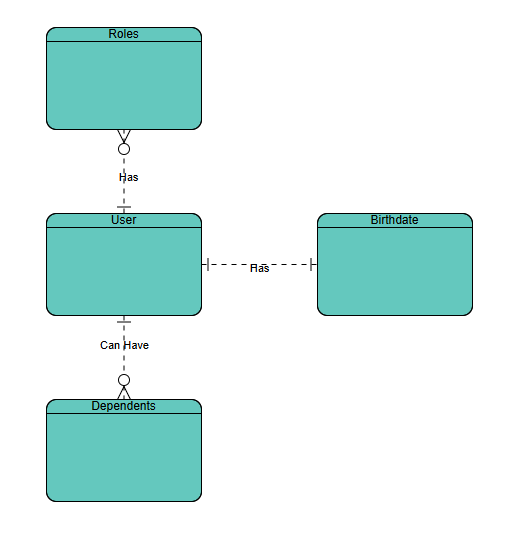 Roles
Has
User
Birthdate
Has
Can Have
Dependents